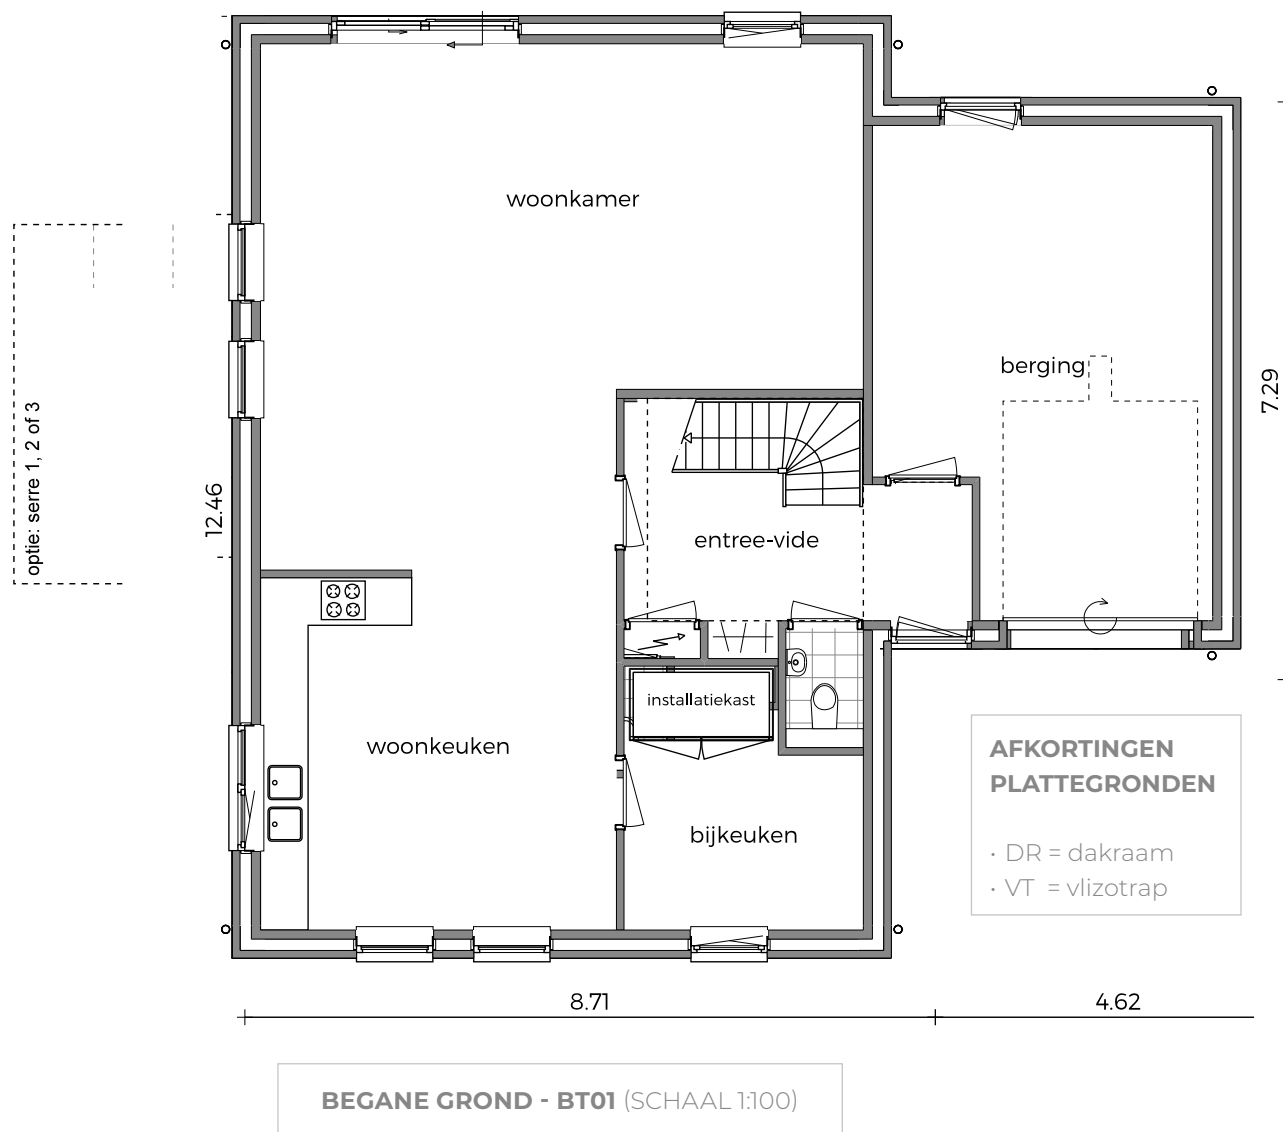 woonkamer
berging
optie: serre 1, 2 of 3
12.46
7.29
entree-vide
installatiekast
woonkeuken
bijkeuken
AFKORTINGEN
PLATTEGRONDEN
· DR = dakraam
· VT = vlizotrap
8.71
4.62
BEGANE GROND - BT01 (SCHAAL 1:100)